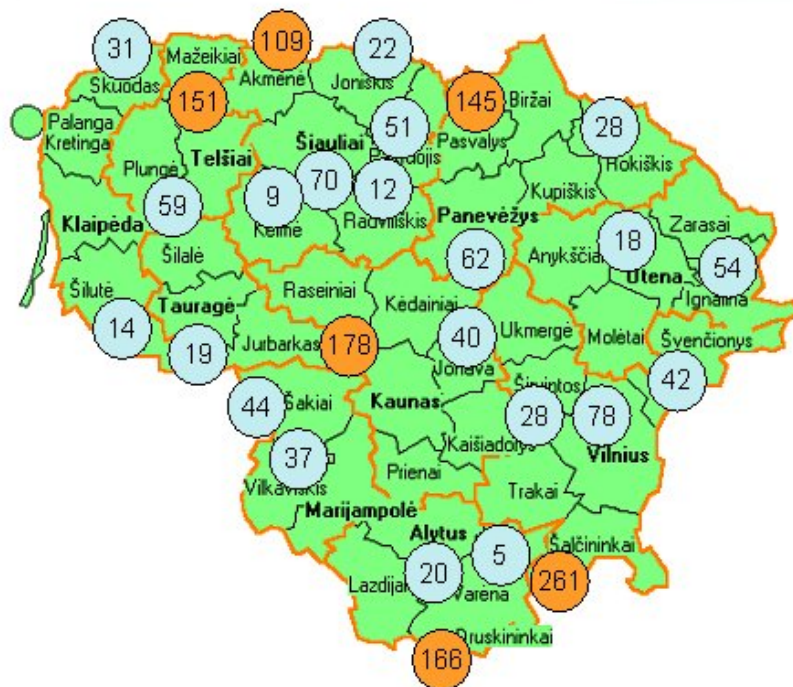 31
Mažeikiai
109
22
Skuodas
Akmėnė
Joniškis
151
145
Biržai
Palanga
Kretinga
51
28
Šiauliai
Pasvalys
Plungė
Telšiai
Rokiškis
70
12
Kupiškis
59
9
Radviliškis
Panevėžys
Zarasai
Klaipėda
Kelmė
18
Šilalė
62
Anykščiai
Utena
54
Šilutė
Raseiniai
Kėdainiai
Ignalina
14
Tauragė
Ukmergė
Molėtai
Švenčionys
19
Jurbarkas
178
40
Jonava
42
44
Šakiai
Kaunas
Širvintos
28
78
37
Kaišiadorys
Vilnius
Vilkaviškis
Prienai
Trakai
Marijampolė
Alytus
5
Šalčininkai
Lazdijai
20
Varėna
261
Druskininkai
166